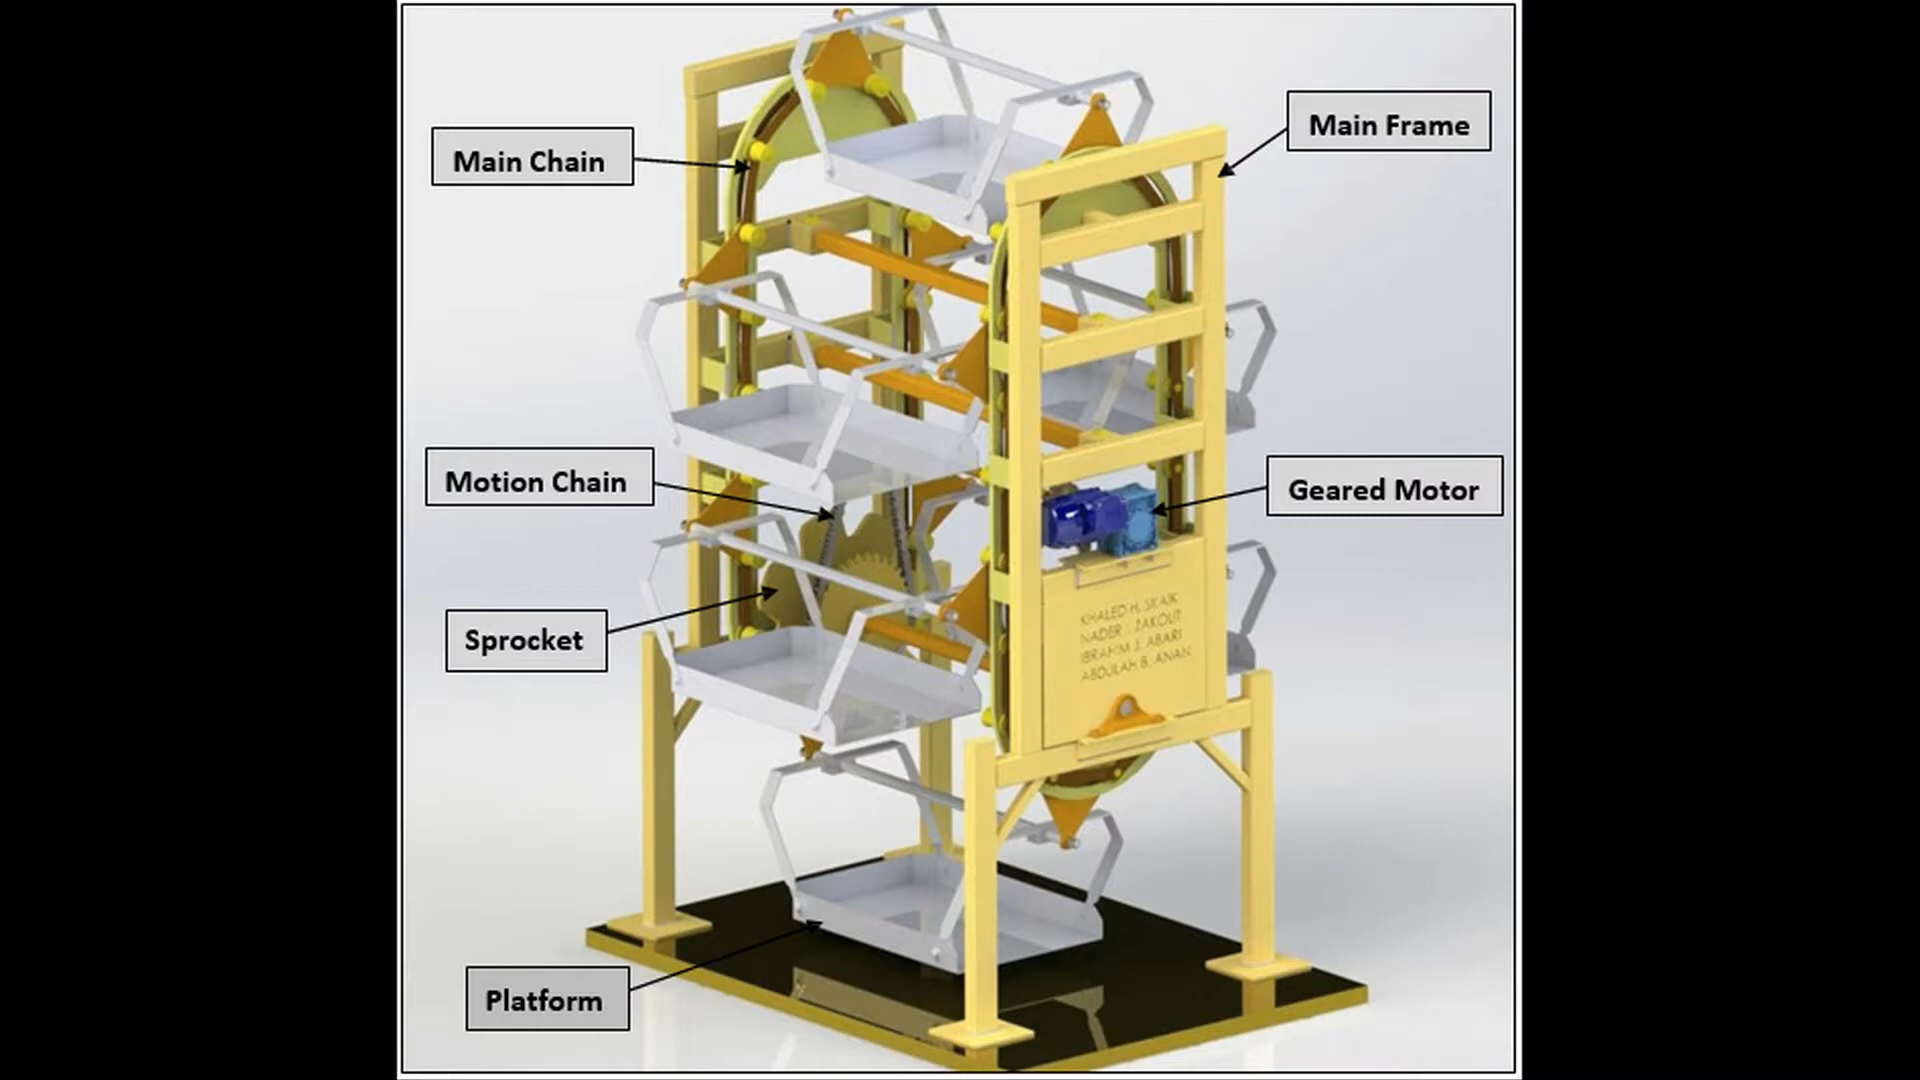 Main Frame
Main Chain
Motion Chain
Geared Motor
KHALED H. SKAIK
NADER
IBRAHIM J. ABARI
ABDULAH B. ANAN
Sprocket
Platform